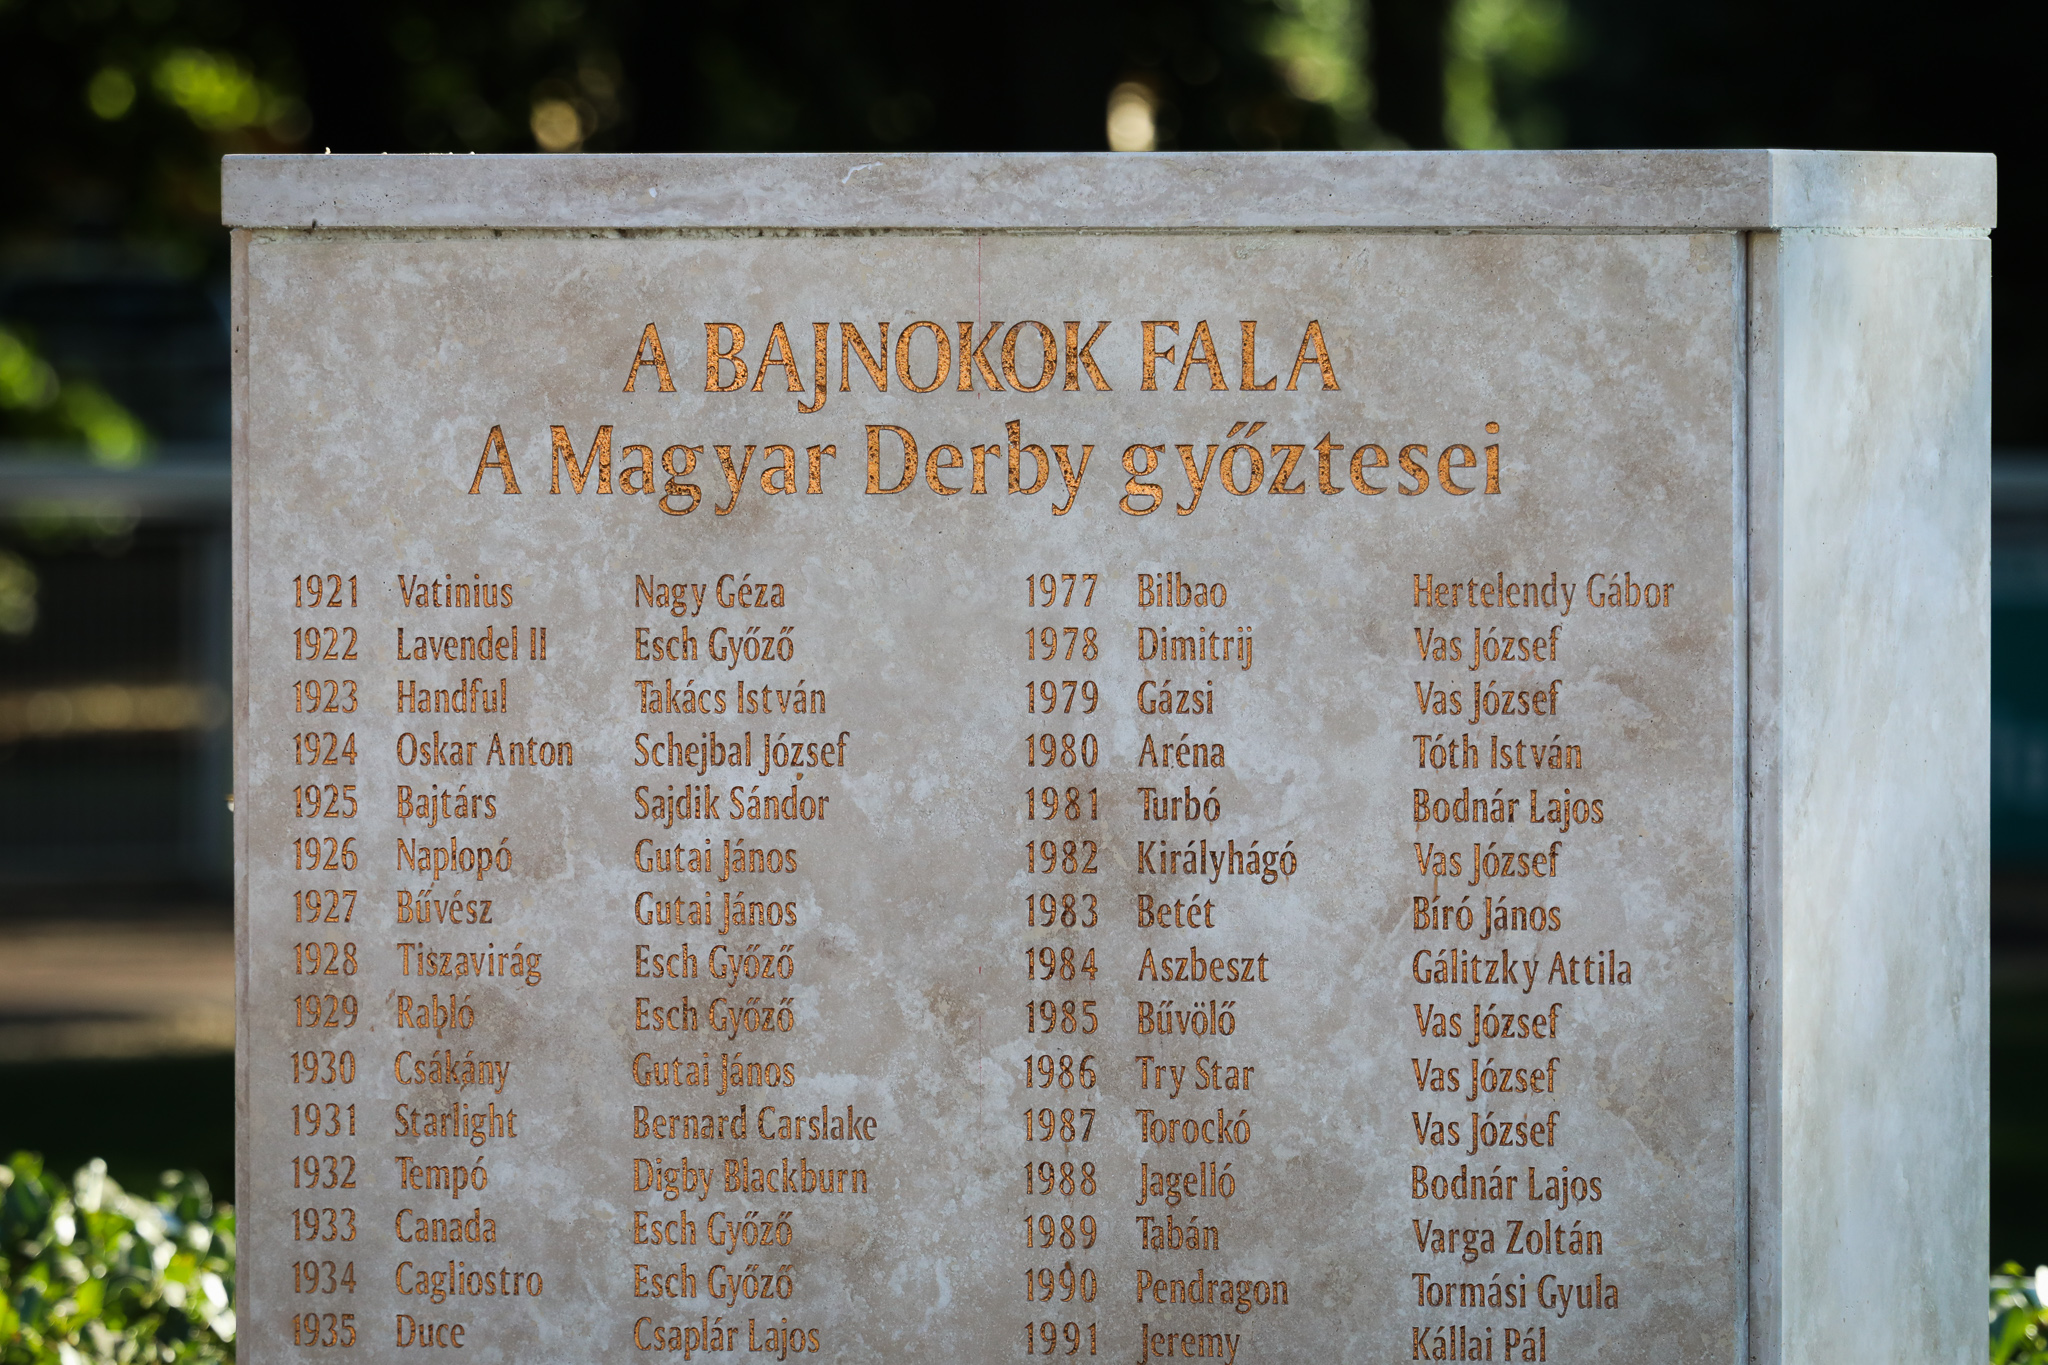 A BAJNOKOK FALA
A Magyar Derby győztesei
1921 Vatinius Nagy Géza
1922 Lavendel II Esch Győző
1923 Handful Takács István
1924 Oskar Anton Schejbal József
1925 Bajtárs Sajdik Sándor
1926 Naplopó Gutai János
1927 Bűvész Gutai János
1928 Tiszavirág Esch Győző
1929 Rabló Esch Győző
1930 Csákány Gutai János
1931 Starlight Bernard Carslake
1932 Tempó Digby Blackburn
1933 Canada Esch Győző
1934 Cagliostro Esch Győző
1935 Duce Csaplár Lajos
1977 Bilbao Hertelendy Gábor
1978 Dimitrij Vas József
1979 Gázsi Vas József
1980 Aréna Tóth István
1981 Turbó Bodnár Lajos
1982 Királyhágó Vas József
1983 Betét Bíró János
1984 Aszbeszt Gálitzky Attila
1985 Bűvölő Vas József
1986 Try Star Vas József
1987 Torockó Vas József
1988 Jagelló Bodnár Lajos
1989 Tabán Varga Zoltán
1990 Pendragon Tormási Gyula
1991 Jeremy Kállai Pál